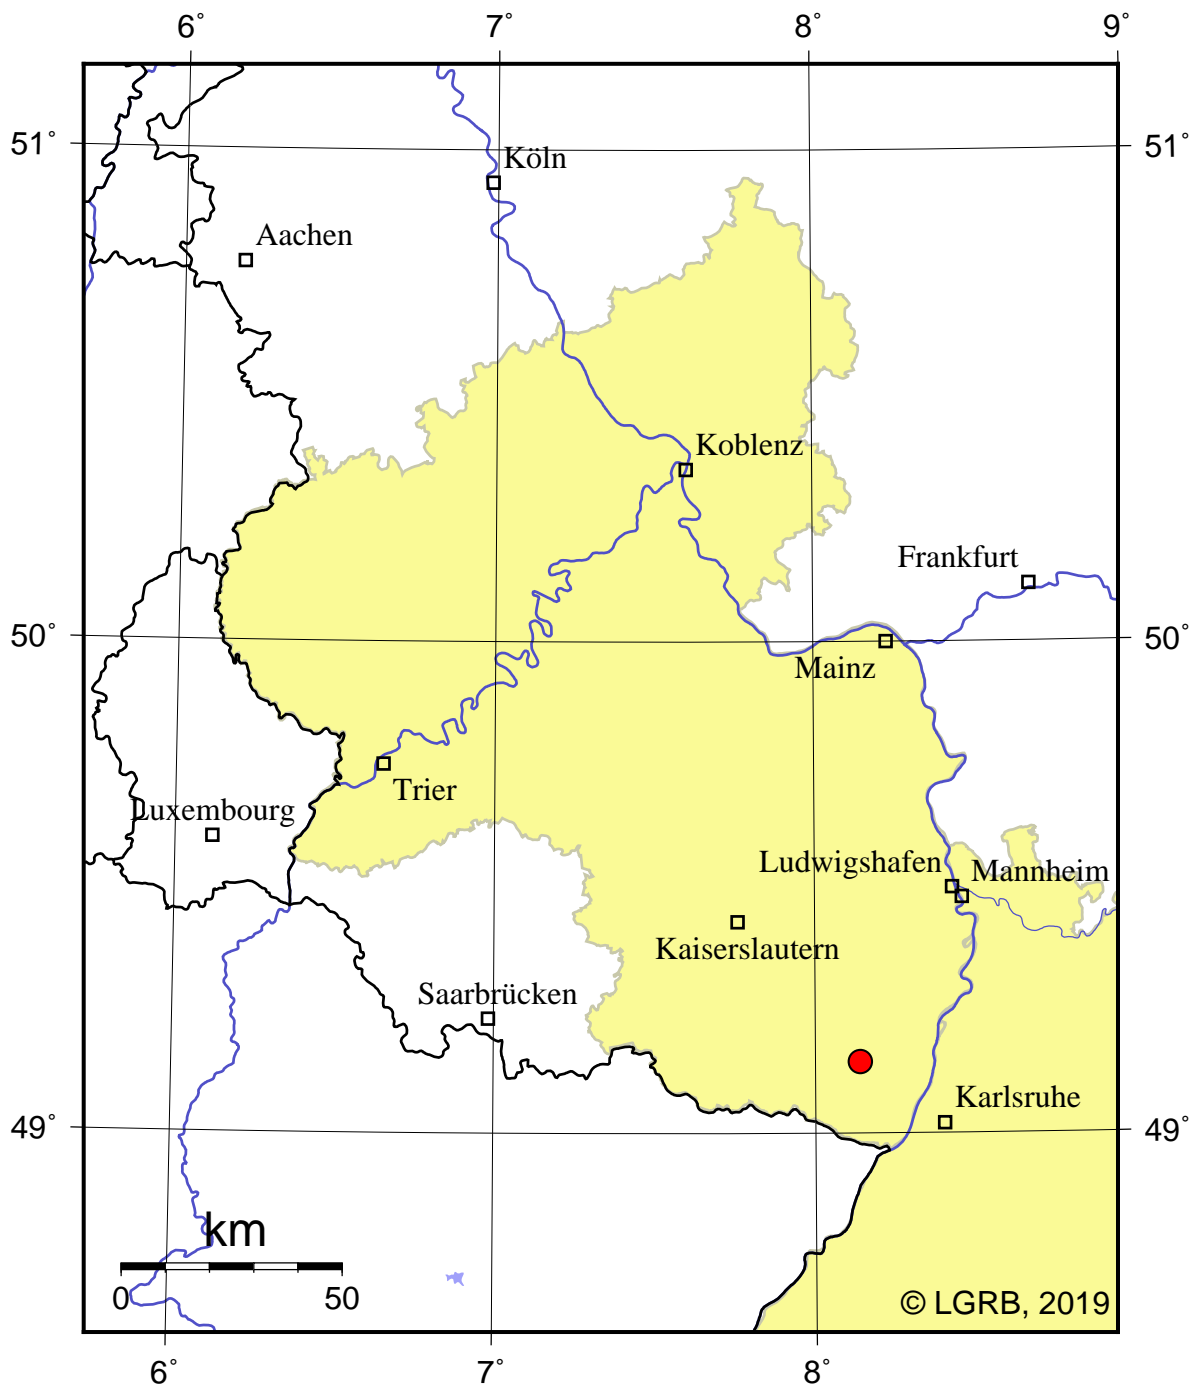 6° 7° 8° 9°
51° 51°
Köln
Aachen
Koblenz
Frankfurt
50° 50°
Mainz
Trier
Luxembourg
Ludwigshafen
Mannheim
Kaiserslautern
Saarbrücken
Karlsruhe
49° 49°
km
0 50
© LGRB, 2019
6° 7° 8°